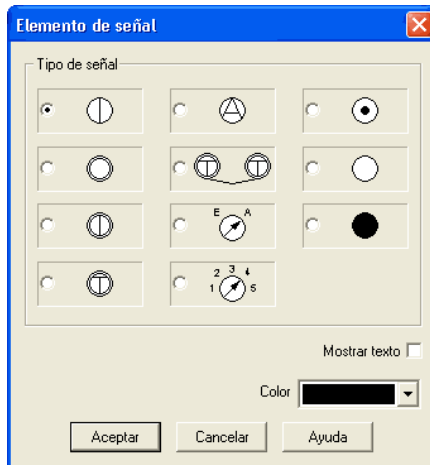 Elemento de señal
Tipo de señal
A
T T
E A
T
1 2 3 4 5
Mostrar texto
Color
Aceptar Cancelar Ayuda